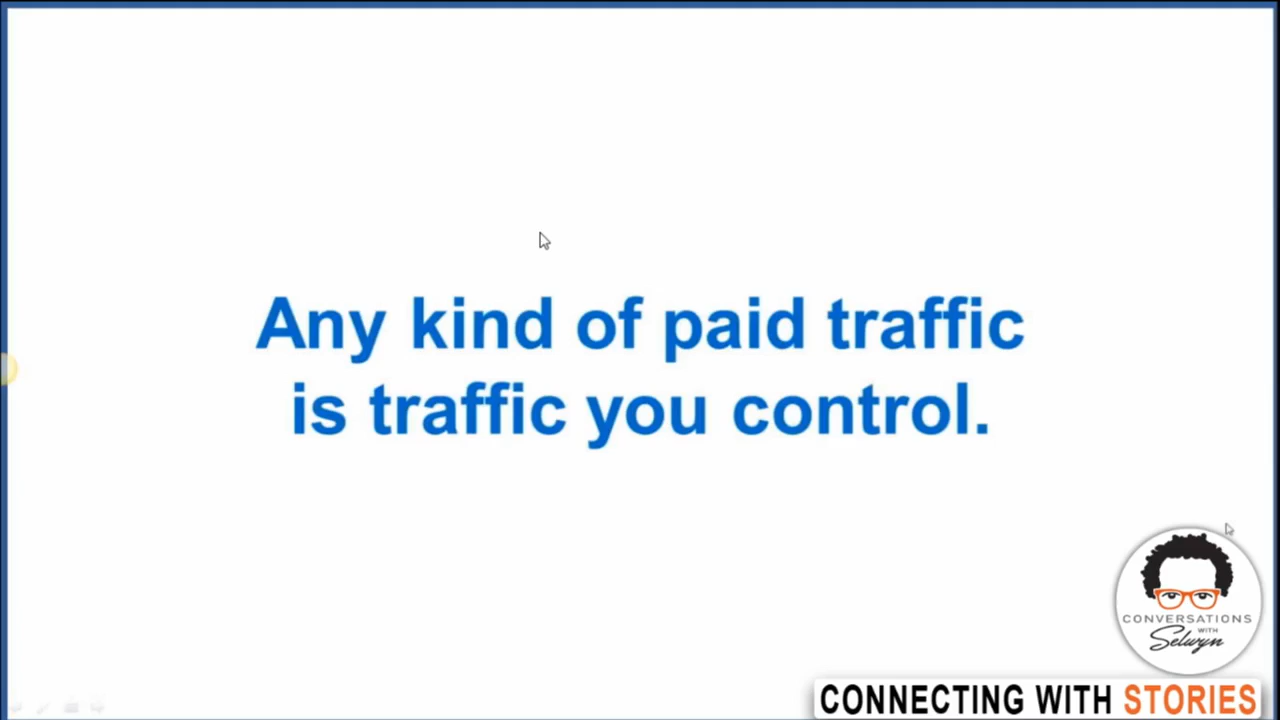 Any kind of paid traffic
is traffic you control.
CONVERSATIONS
WITH
Selwyn
CONNECTING WITH STORIES